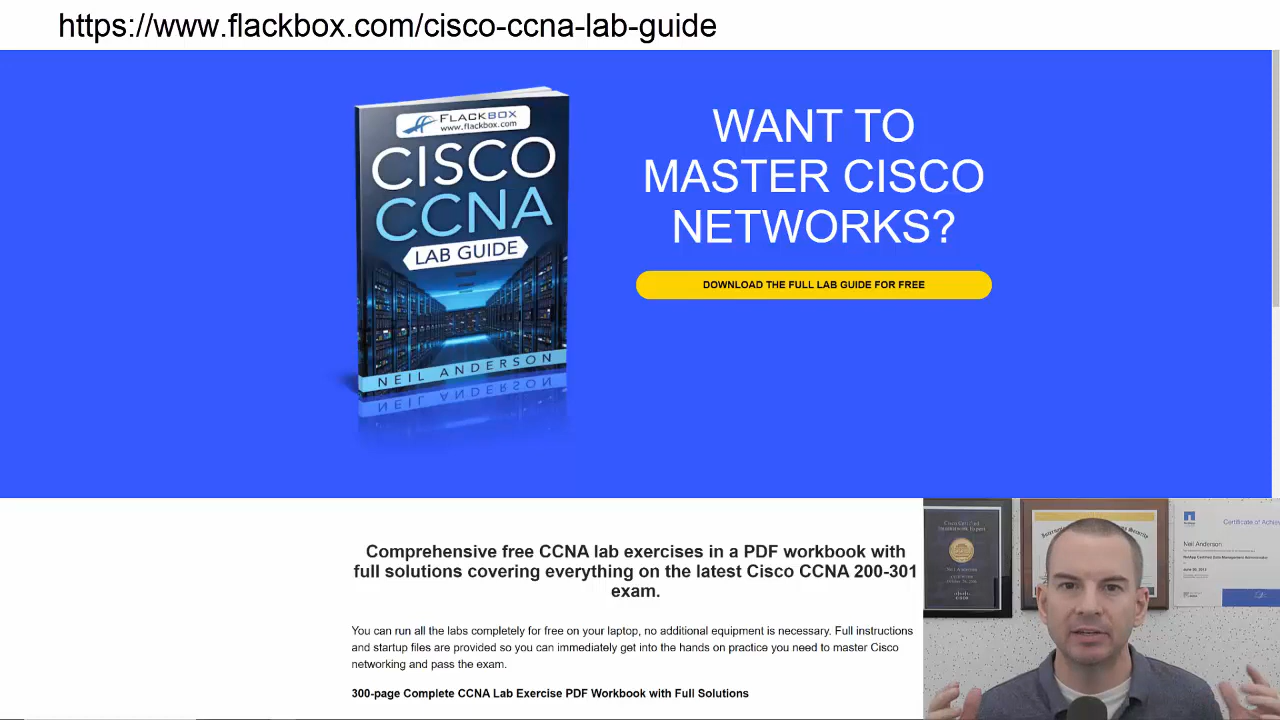 https://www.flackbox.com/cisco-ccna-lab-guide
FLACKBOX
www.flackbox.com
CISCO
CCNA
LAB GUIDE
NEIL ANDERSON
WANT TO
MASTER CISCO
NETWORKS?
DOWNLOAD THE FULL LAB GUIDE FOR FREE
Comprehensive free CCNA lab exercises in a PDF workbook with
full solutions covering everything on the latest Cisco CCNA 200-301
exam.
You can run all the labs completely for free on your laptop, no additional equipment is necessary. Full instructions
and startup files are provided so you can immediately get into the hands on practice you need to master Cisco
networking and pass the exam.
300-page Complete CCNA Lab Exercise PDF Workbook with Full Solutions
Certificate of Achie
Neil Anderson